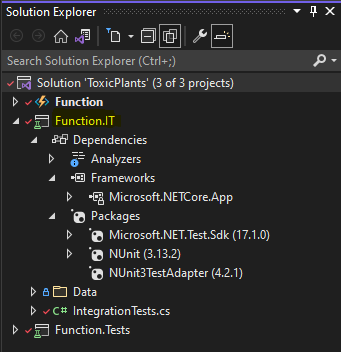 Solution Explorer
Search Solution Explorer (Ctrl+;)
Solution 'ToxicPlants' (3 of 3 projects)
Function
Function.IT
Dependencies
Analyzers
Frameworks
Microsoft.NETCore.App
Packages
Microsoft.NET.Test.Sdk (17.1.0)
NUnit (3.13.2)
NUnit3TestAdapter (4.2.1)
Data
C# IntegrationTests.cs
Function.Tests